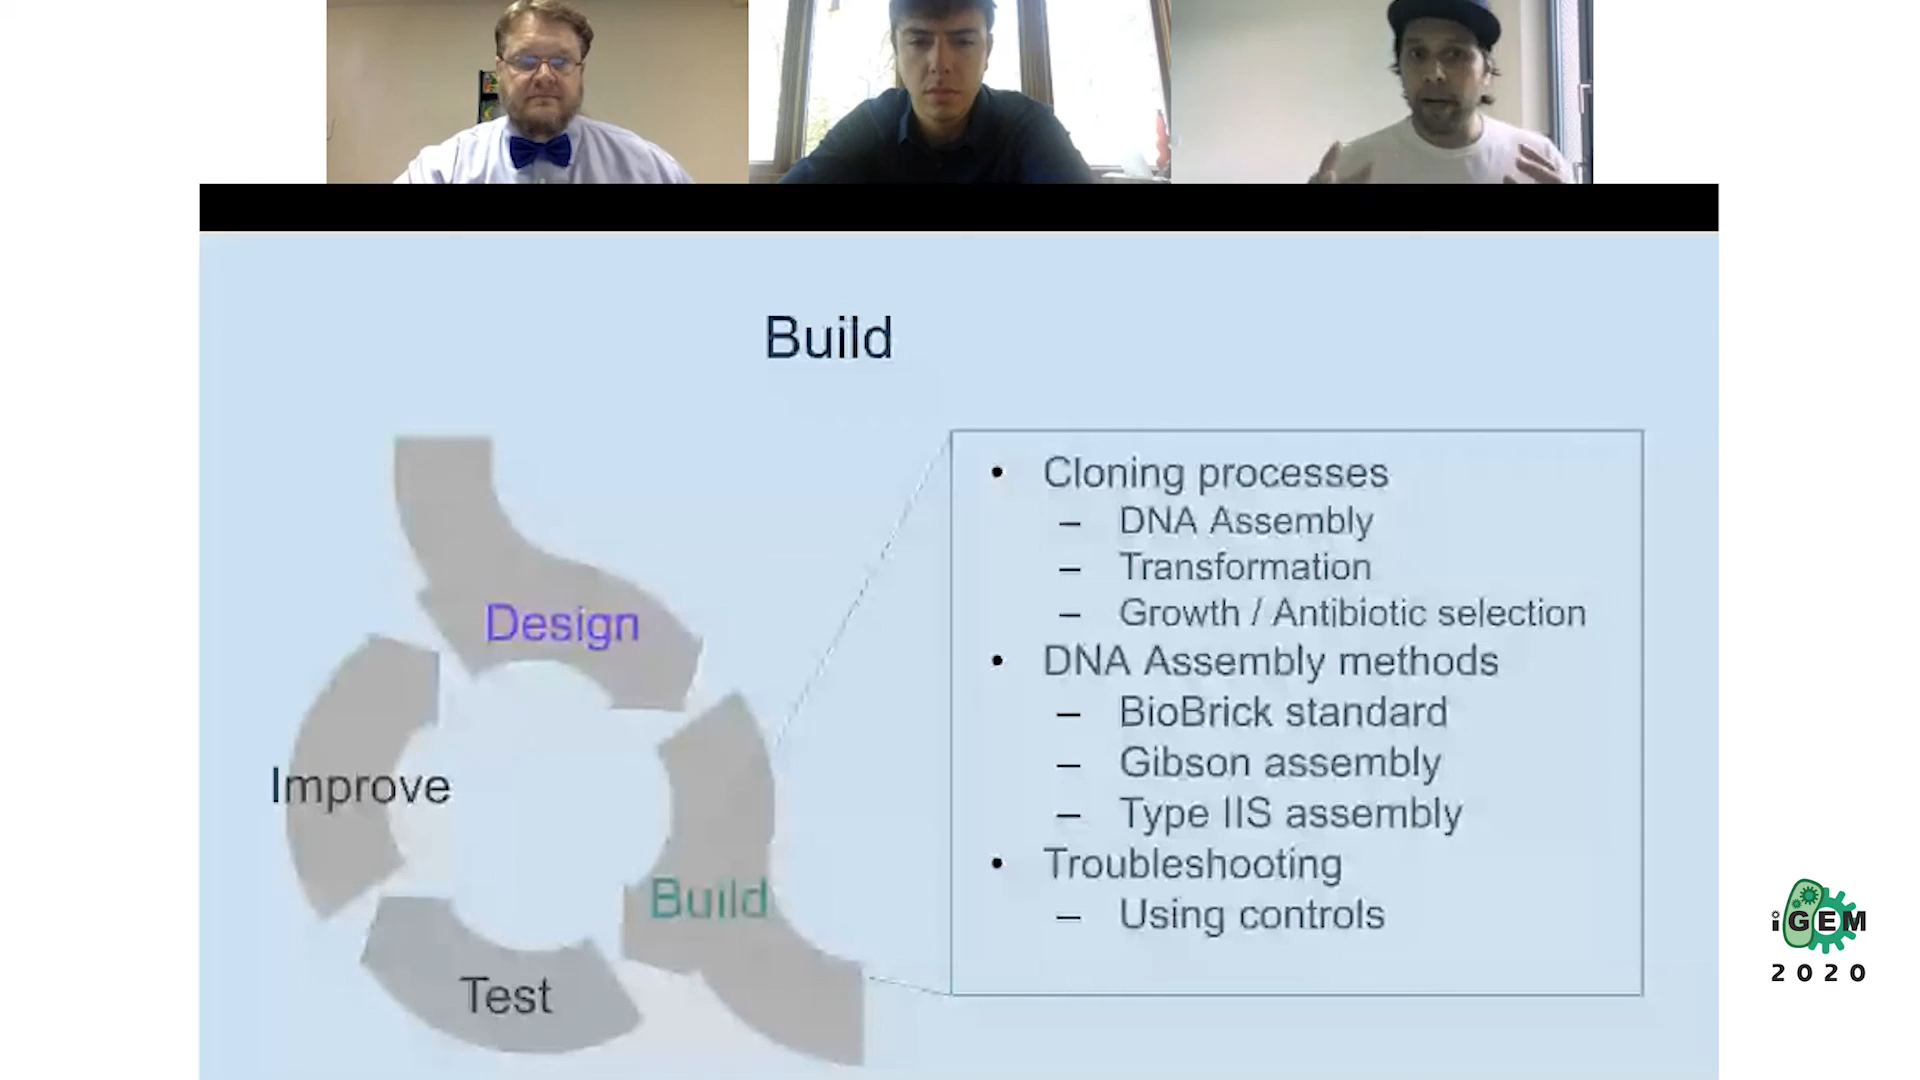 Build
Design
Improve
Build
Test
• Cloning processes
– DNA Assembly
– Transformation
– Growth / Antibiotic selection
• DNA Assembly methods
– BioBrick standard
– Gibson assembly
– Type IIS assembly
• Troubleshooting
– Using controls
iGEM
2020